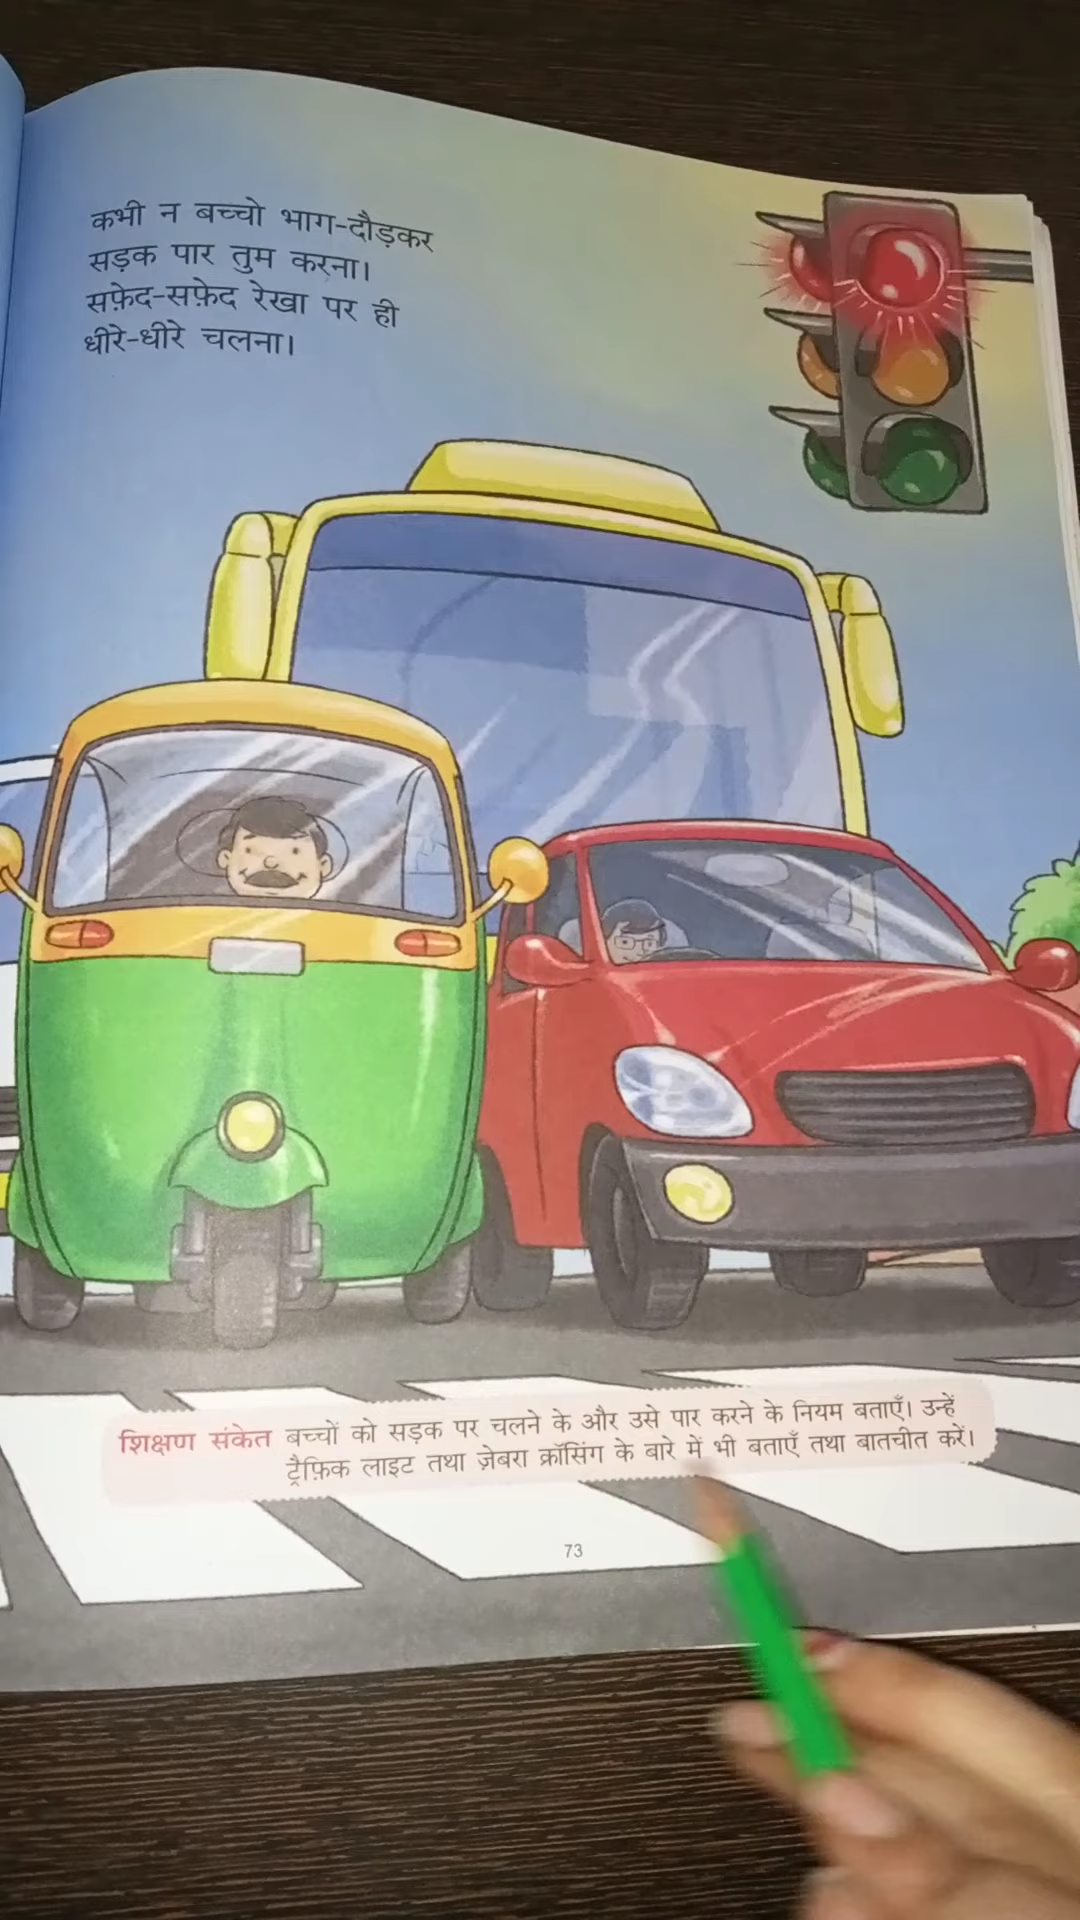 कभी न बच्चो भाग-दौड़कर
सड़क पार तुम करना।
सफ़ेद-सफ़ेद रेखा पर ही
धीरे-धीरे चलना।
शिक्षण संकेत बच्चों को सड़क पर चलने के और उसे पार करने के नियम बताएँ। उन्हें
ट्रैफ़िक लाइट तथा ज़ेबरा क्रॉसिंग के बारे में भी बताएँ तथा बातचीत करें।
73